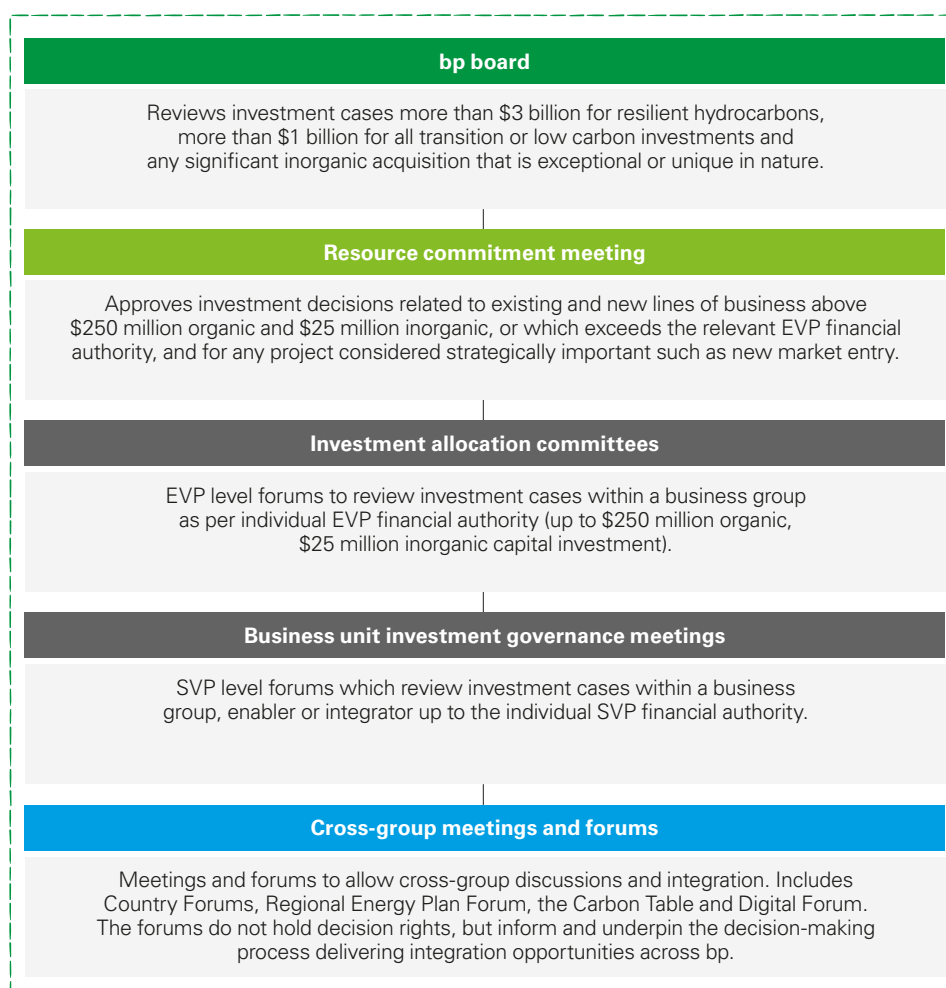 bp board
Reviews investment cases more than $3 billion for resilient hydrocarbons,
more than $1 billion for all transition or low carbon investments and
any significant inorganic acquisition that is exceptional or unique in nature.
Resource commitment meeting
Approves investment decisions related to existing and new lines of business above
$250 million organic and $25 million inorganic, or which exceeds the relevant EVP financial
authority, and for any project considered strategically important such as new market entry.
Investment allocation committees
EVP level forums to review investment cases within a business group
as per individual EVP financial authority (up to $250 million organic,
$25 million inorganic capital investment).
Business unit investment governance meetings
SVP level forums which review investment cases within a business
group, enabler or integrator up to the individual SVP financial authority.
Cross-group meetings and forums
Meetings and forums to allow cross-group discussions and integration. Includes
Country Forums, Regional Energy Plan Forum, the Carbon Table and Digital Forum.
The forums do not hold decision rights, but inform and underpin the decision-making
process delivering integration opportunities across bp.